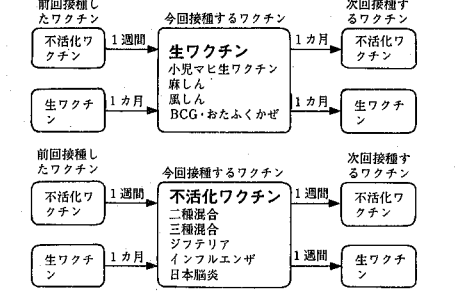 前回接種し
たワクチン
今回接種するワクチン
次回接種す
るワクチン
不活化ワ
クチン
1週間
生ワクチン
小児マヒ生ワクチン
麻しん
風しん
BCG・おたふくかぜ
1カ月
不活化ワ
クチン
生ワクチ
ン
1カ月
1カ月
生ワクチ
ン
前回接種し
たワクチン
今回接種するワクチン
次回接種す
るワクチン
不活化ワ
クチン
1週間
不活化ワクチン
二種混合
三種混合
ジフテリア
インフルエンザ
日本脳炎
1週間
不活化ワ
クチン
生ワクチ
ン
1カ月
1週間
生ワクチ
ン